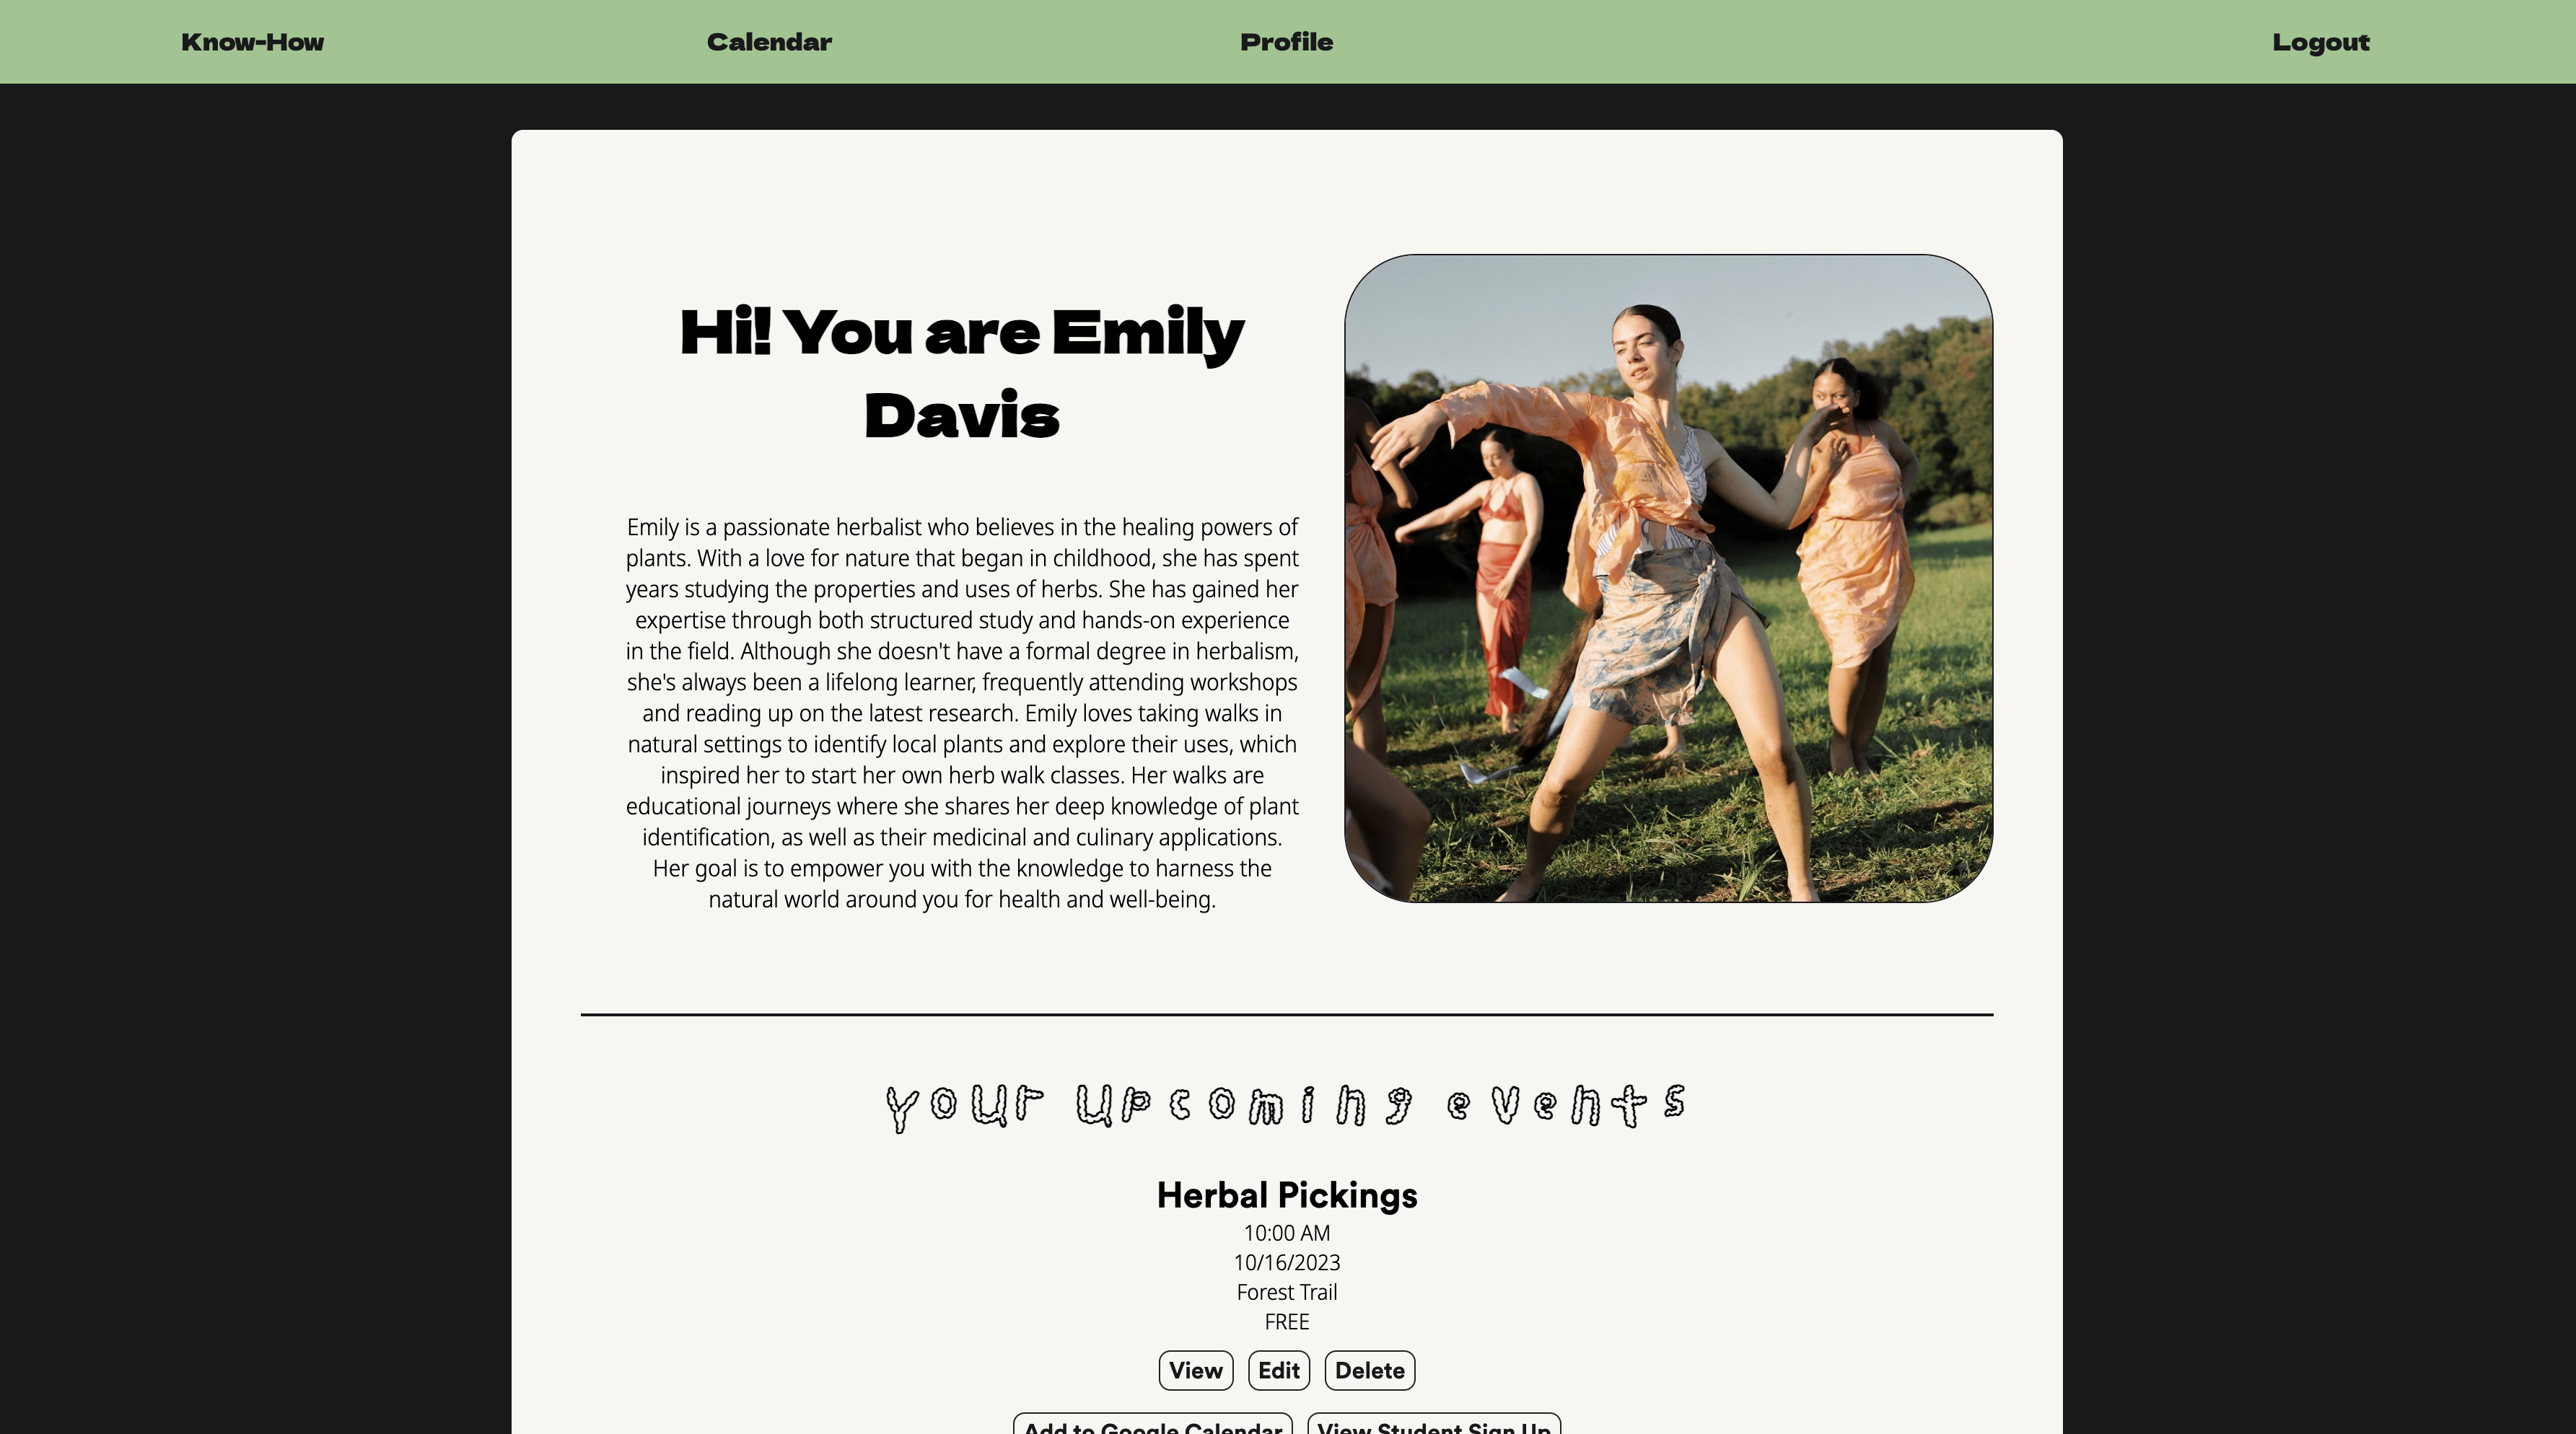 Know-How Calendar Profile Logout
Hi! You are Emily
Davis
Emily is a passionate herbalist who believes in the healing powers of
plants. With a love for nature that began in childhood, she has spent
years studying the properties and uses of herbs. She has gained her
expertise through both structured study and hands-on experience
in the field. Although she doesn't have a formal degree in herbalism,
she's always been a lifelong learner, frequently attending workshops
and reading up on the latest research. Emily loves taking walks in
natural settings to identify local plants and explore their uses, which
inspired her to start her own herb walk classes. Her walks are
educational journeys where she shares her deep knowledge of plant
identification, as well as their medicinal and culinary applications.
Her goal is to empower you with the knowledge to harness the
natural world around you for health and well-being.
your upcoming events
Herbal Pickings
10:00 AM
10/16/2023
Forest Trail
FREE
View Edit Delete
Add to Google Calendar View Student Sign Up